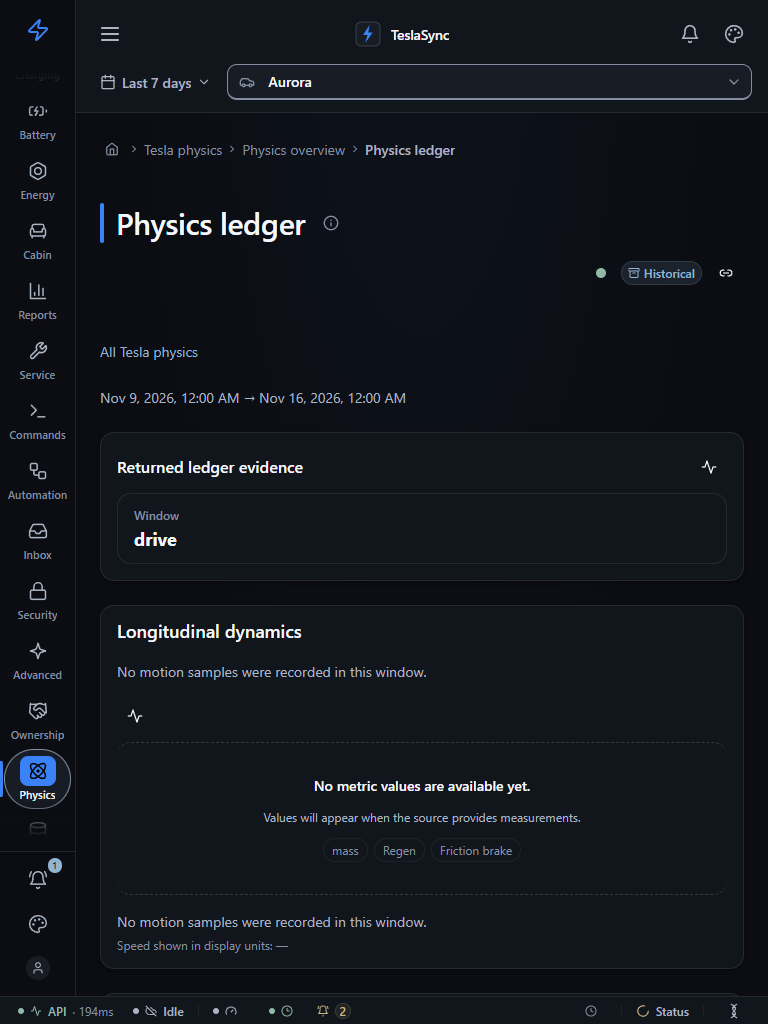 TeslaSync
Last 7 days
Aurora
Charging
Battery
Energy
Cabin
Reports
Service
Commands
Automation
Inbox
Security
Advanced
Ownership
Physics
1
Tesla physics
Physics overview
Physics ledger
Physics ledger
Historical
All Tesla physics
Nov 9, 2026, 12:00 AM → Nov 16, 2026, 12:00 AM
Returned ledger evidence
Window
drive
Longitudinal dynamics
No motion samples were recorded in this window.
No metric values are available yet.
Values will appear when the source provides measurements.
mass
Regen
Friction brake
No motion samples were recorded in this window.
Speed shown in display units: —
API · 194ms
Idle
2
Status